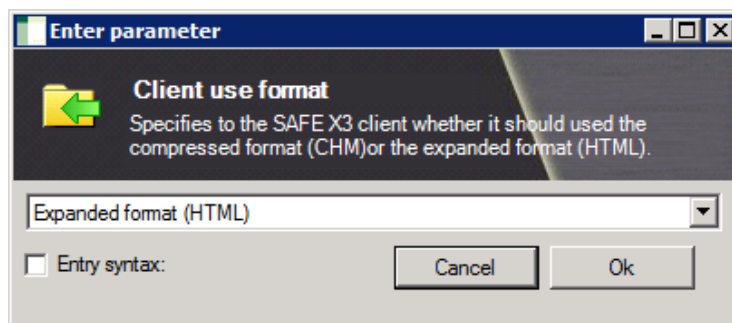 Enter parameter
Client use format
Specifies to the SAFE X3 client whether it should used the
compressed format (CHM)or the expanded format (HTML).
Expanded format (HTML)
Entry syntax:
Cancel
Ok